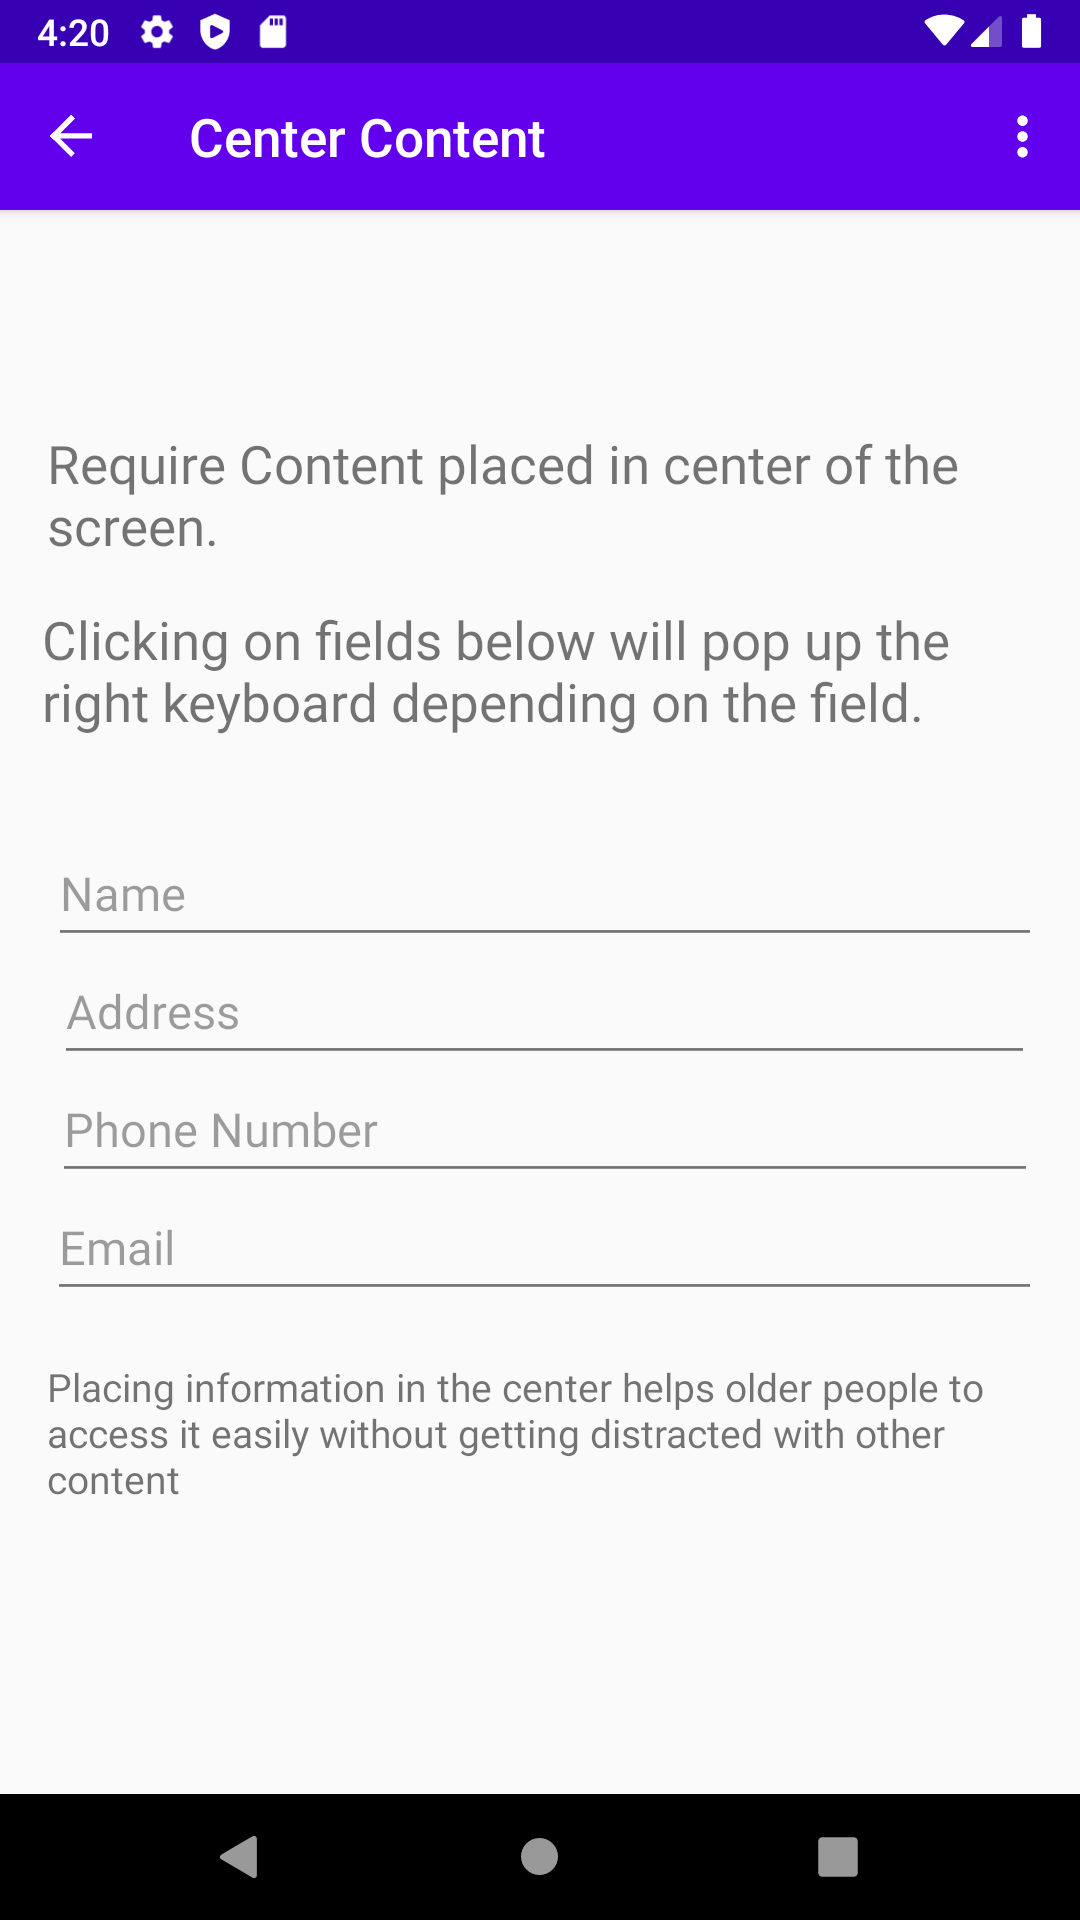 4:20
Center Content
Require Content placed in center of the
screen.
Clicking on fields below will pop up the
right keyboard depending on the field.
Name
Address
Phone Number
Email
Placing information in the center helps older people to
access it easily without getting distracted with other
content